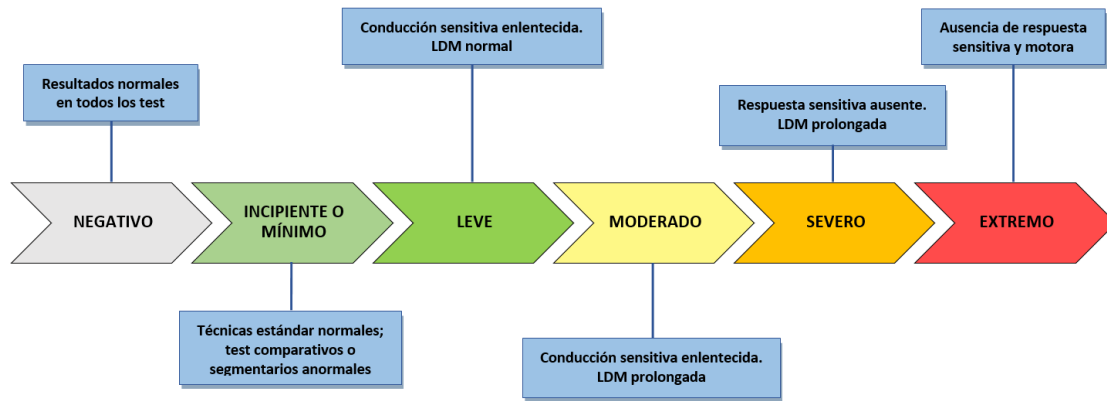 Conducción sensitiva enlentecida.
LDM normal
Ausencia de respuesta
sensitiva y motora
Resultados normales
en todos los test
Respuesta sensitiva ausente.
LDM prolongada
NEGATIVO
INCIPIENTE O
MÍNIMO
LEVE
MODERADO
SEVERO
EXTREMO
Técnicas estándar normales;
test comparativos o
segmentarios anormales
Conducción sensitiva enlentecida.
LDM prolongada